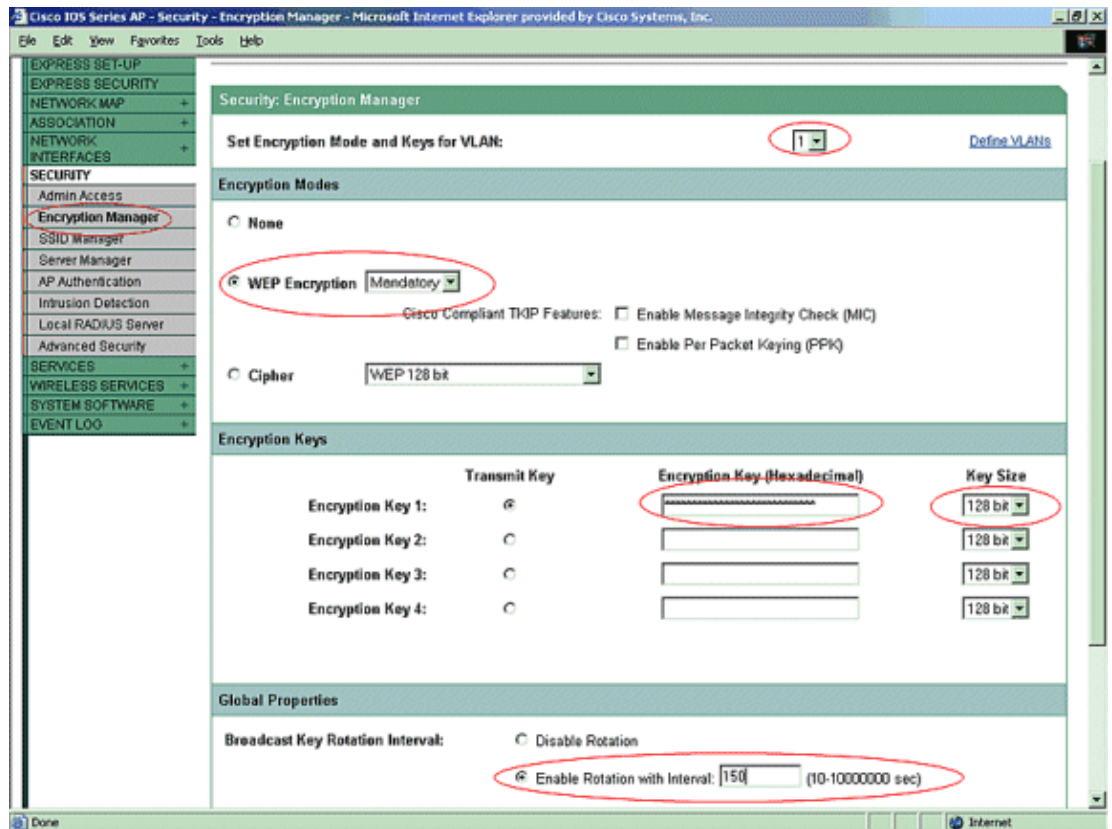 Cisco IOS Series AP - Security - Encryption Manager - Microsoft Internet Explorer provided by Cisco Systems, Inc.
File Edit View Favorites Tools Help
EXPRESS SET-UP
EXPRESS SECURITY
NETWORK MAP +
ASSOCIATION +
NETWORK INTERFACES +
SECURITY
Admin Access
Encryption Manager
SSID Manager
Server Manager
AP Authentication
Intrusion Detection
Local RADIUS Server
Advanced Security
SERVICES +
WIRELESS SERVICES +
SYSTEM SOFTWARE +
EVENT LOG +
Security: Encryption Manager
Set Encryption Mode and Keys for VLAN: 1 Define VLANs
Encryption Modes
None
WEP Encryption Mandatory
Cisco Compliant TKIP Features: Enable Message Integrity Check (MIC)
Enable Per Packet Keying (PPK)
Cipher WEP 128 bit
Encryption Keys
Transmit Key Encryption Key (Hexadecimal) Key Size
Encryption Key 1: 128 bit
Encryption Key 2: 128 bit
Encryption Key 3: 128 bit
Encryption Key 4: 128 bit
Global Properties
Broadcast Key Rotation Interval: Disable Rotation
Enable Rotation with Interval: 150 (10-10000000 sec)
Done Internet